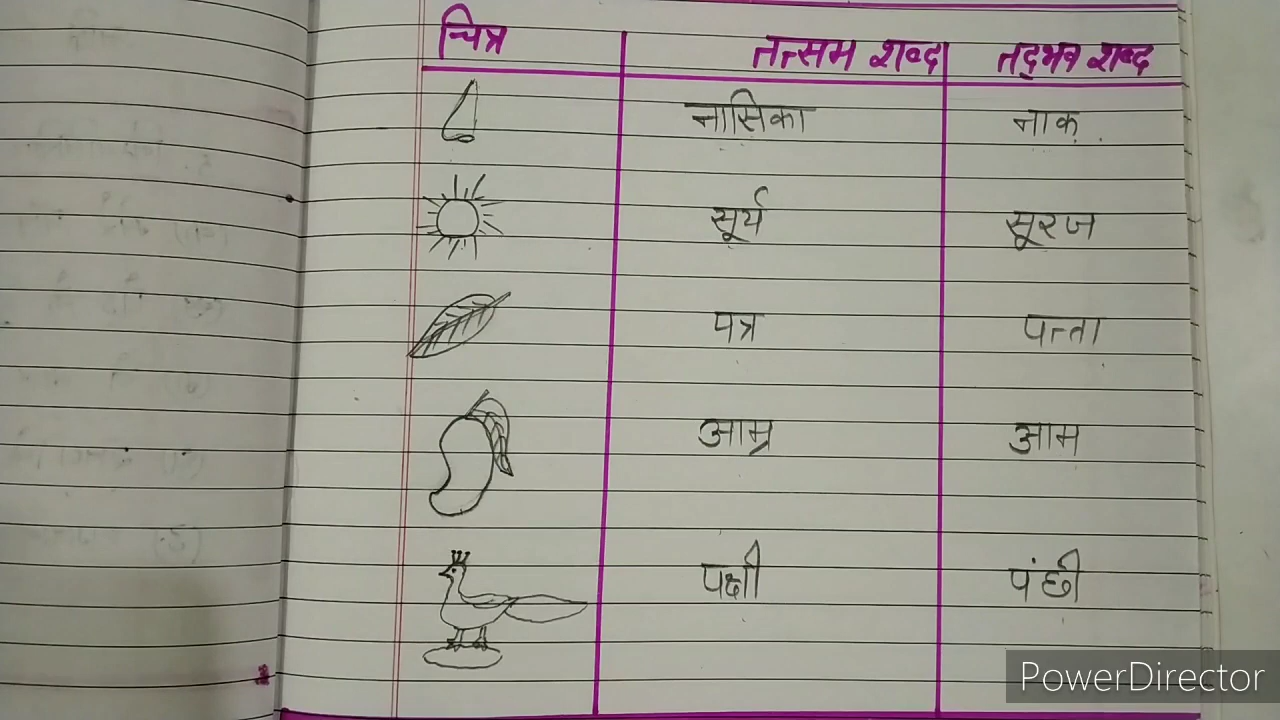 चित्र तत्सम शब्द तद्भव शब्द
नासिका नाक
सूर्य सूरज
पत्र पत्ता
आम्र आम
पक्षी पंछी
PowerDirector